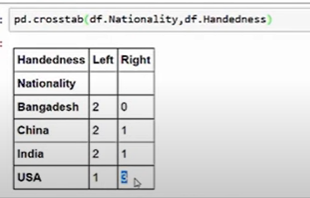 pd.crosstab(df.Nationality,df.Handedness)
Handedness Left Right
Nationality
Bangadesh 2 0
China 2 1
India 2 1
USA 1